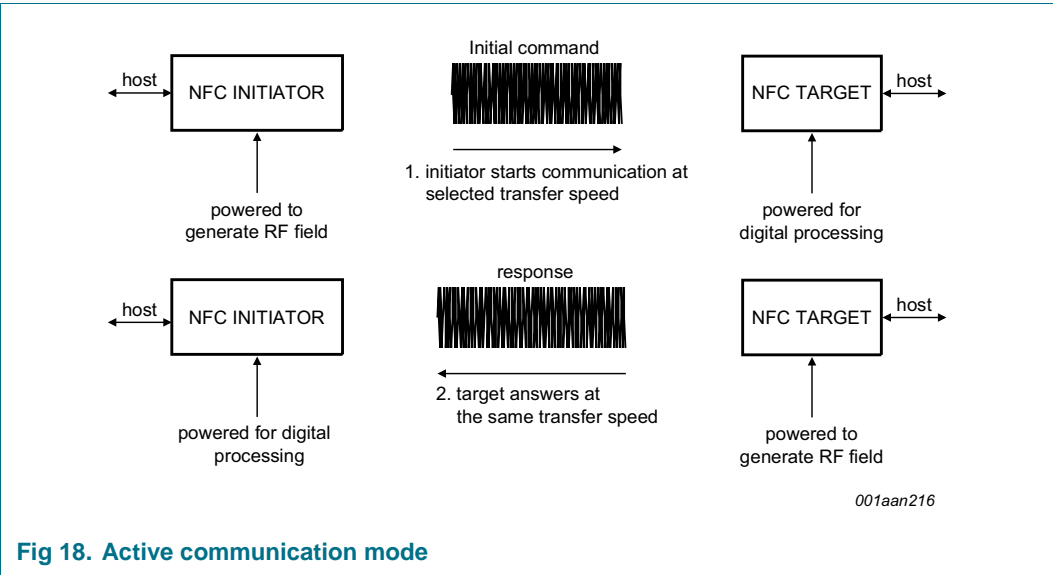 Initial command
host
NFC INITIATOR
NFC TARGET
host
1. initiator starts communication at
selected transfer speed
powered to
generate RF field
powered for
digital processing
response
host
NFC INITIATOR
NFC TARGET
host
2. target answers at
the same transfer speed
powered for digital
processing
powered to
generate RF field
001aan216
Fig 18. Active communication mode